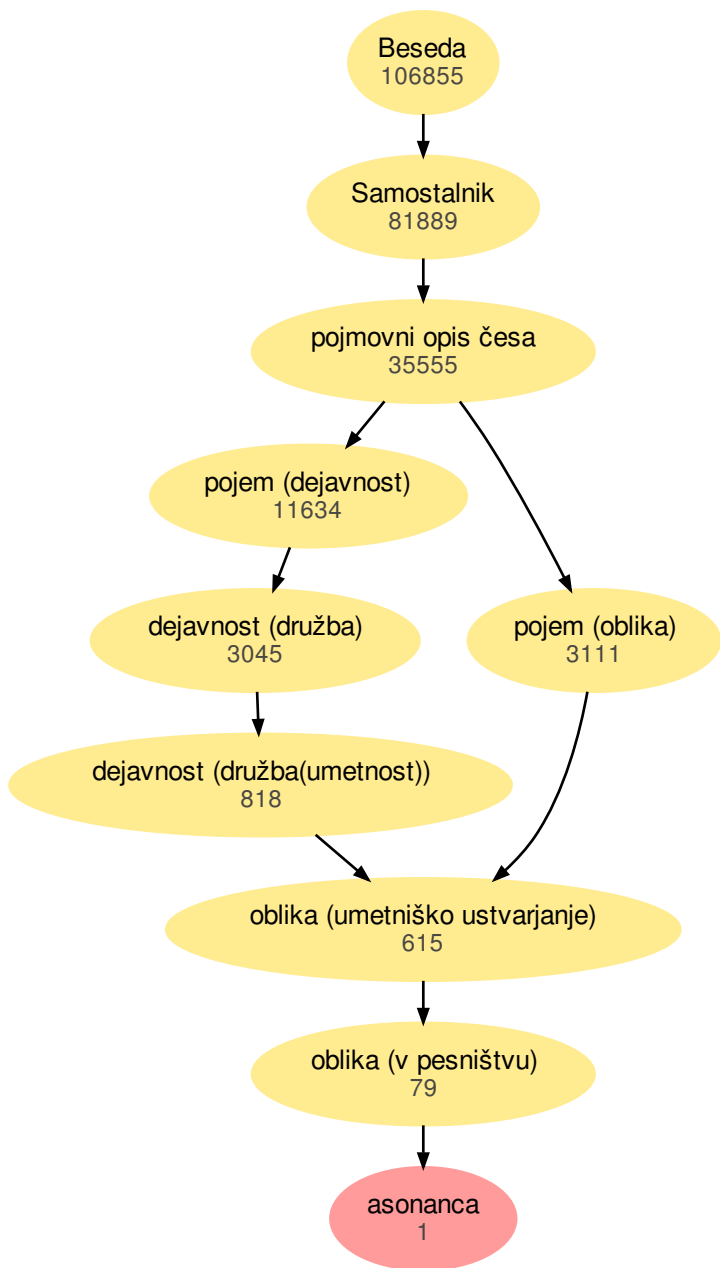 Beseda
106855
Samostalnik
81889
pojmovni opis česa
35555
pojem (dejavnost)
11634
dejavnost (družba)
3045
pojem (oblika)
3111
dejavnost (družba(umetnost))
818
oblika (umetniško ustvarjanje)
615
oblika (v pesništvu)
79
asonanca
1